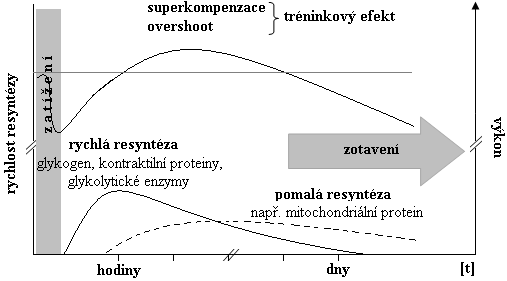 superkompenzace
overshoot
tréninkový efekt
rychlost resyntézy
zatížení
výkon
rychlá resyntéza
glykogen, kontraktilní proteiny,
glykolytické enzymy
zotavení
pomalá resyntéza
např. mitochondriální protein
hodiny
dny
[t]